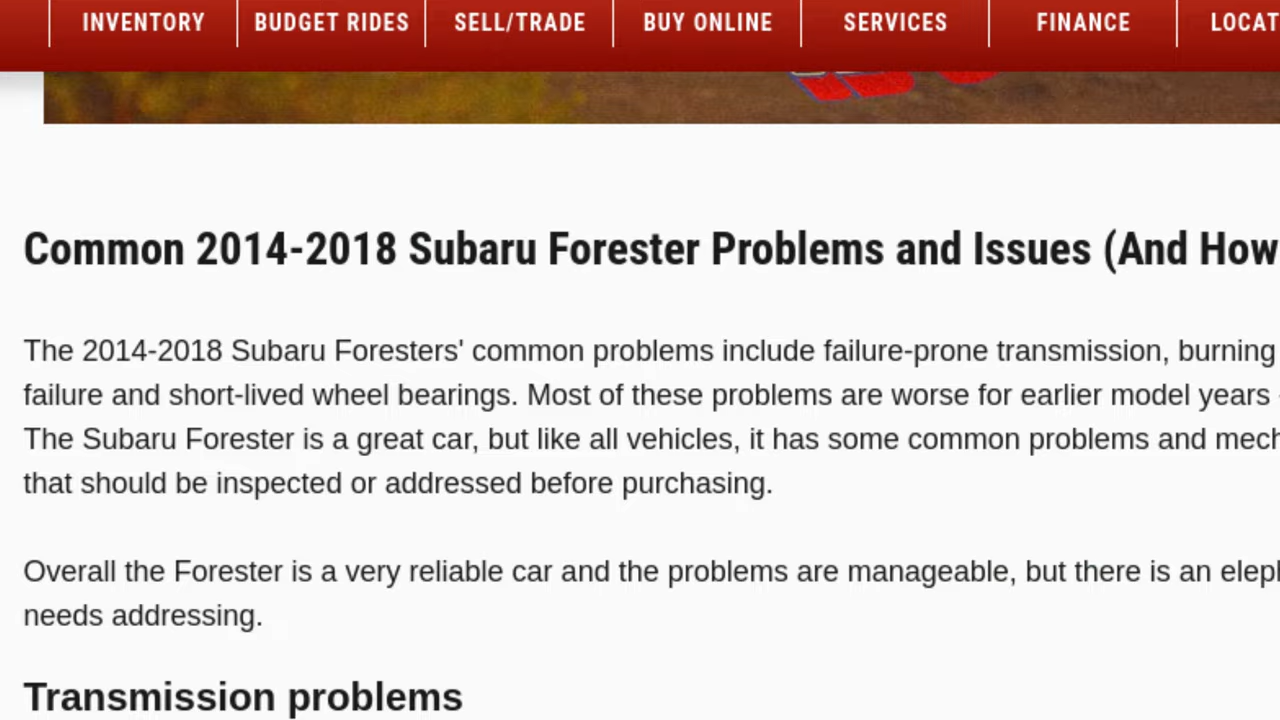 INVENTORY BUDGET RIDES SELL/TRADE BUY ONLINE SERVICES FINANCE LOCAT
Common 2014-2018 Subaru Forester Problems and Issues (And How
The 2014-2018 Subaru Foresters' common problems include failure-prone transmission, burning
failure and short-lived wheel bearings. Most of these problems are worse for earlier model years
The Subaru Forester is a great car, but like all vehicles, it has some common problems and mech
that should be inspected or addressed before purchasing.
Overall the Forester is a very reliable car and the problems are manageable, but there is an eleph
needs addressing.
Transmission problems